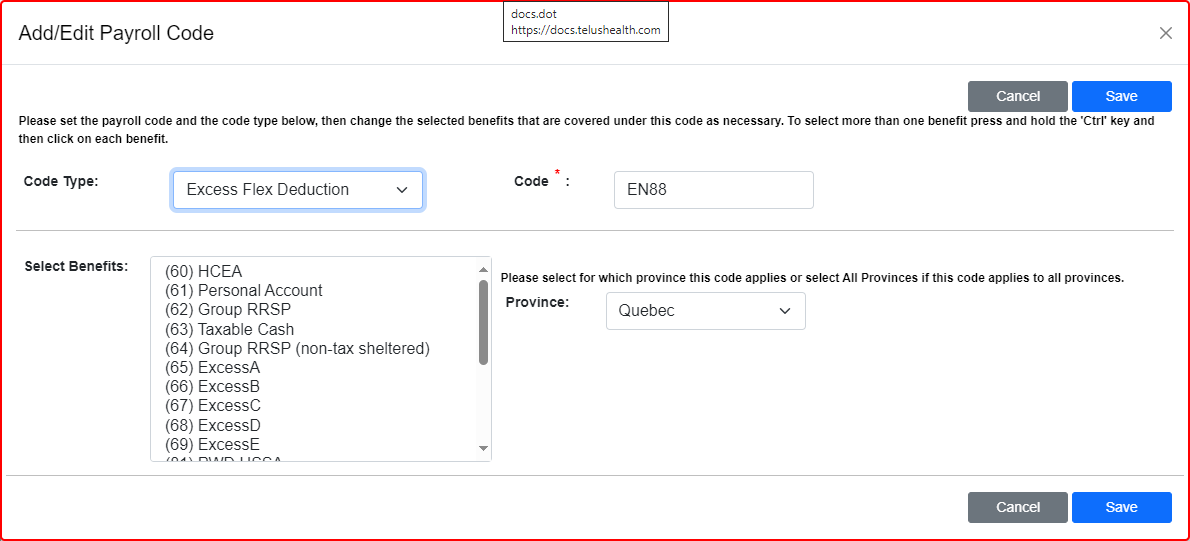 docs.dot
https://docs.telushealth.com
Add/Edit Payroll Code
Cancel
Save
Please set the payroll code and the code type below, then change the selected benefits that are covered under this code as necessary. To select more than one benefit press and hold the 'Ctrl' key and
then click on each benefit.
Code Type:
Excess Flex Deduction
Code * :
EN88
Select Benefits:
(60) HCEA
(61) Personal Account
(62) Group RRSP
(63) Taxable Cash
(64) Group RRSP (non-tax sheltered)
(65) ExcessA
(66) ExcessB
(67) ExcessC
(68) ExcessD
(69) ExcessE
Please select for which province this code applies or select All Provinces if this code applies to all provinces.
Province:
Quebec
Cancel
Save